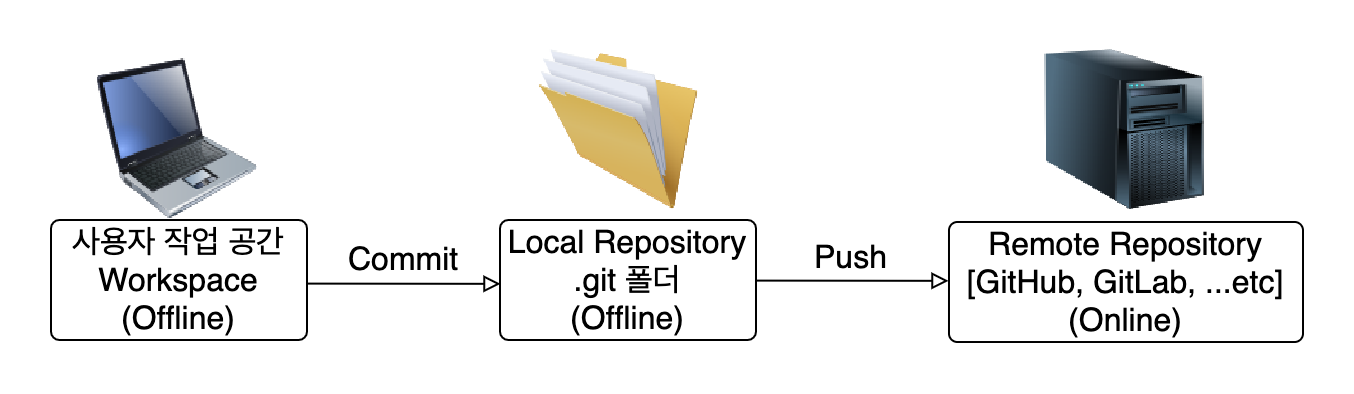 사용자 작업 공간
Workspace
(Offline)
Commit
Local Repository
.git 폴더
(Offline)
Push
Remote Repository
[GitHub, GitLab, ...etc]
(Online)